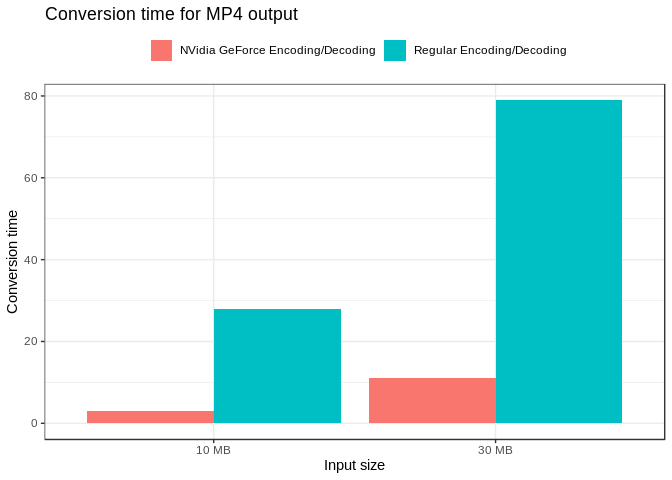 Conversion time for MP4 output
NVidia GeForce Encoding/Decoding
Regular Encoding/Decoding
80
60
40
20
0
Conversion time
10 MB
30 MB
Input size